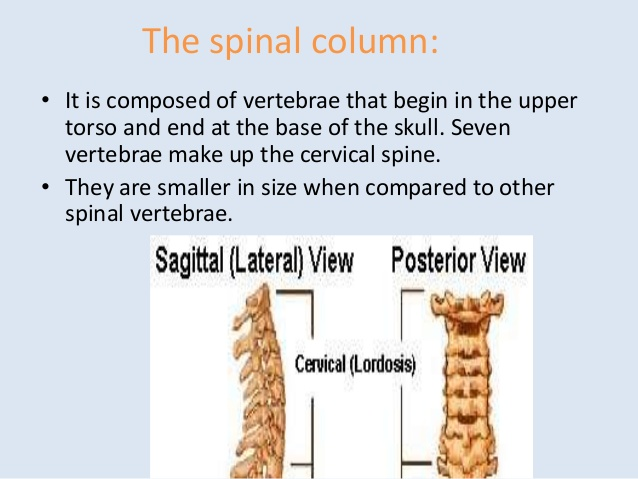 The spinal column:
• It is composed of vertebrae that begin in the upper
torso and end at the base of the skull. Seven
vertebrae make up the cervical spine.
• They are smaller in size when compared to other
spinal vertebrae.
Sagittal (Lateral) View Posterior View
Cervical (Lordosis)